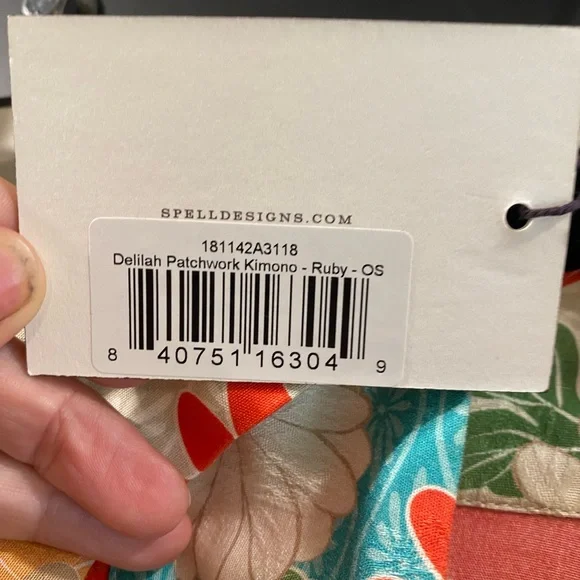 SPELLDESIGNS.COM
181142A3118
Delilah Patchwork Kimono - Ruby - OS
8 40751 16304 9